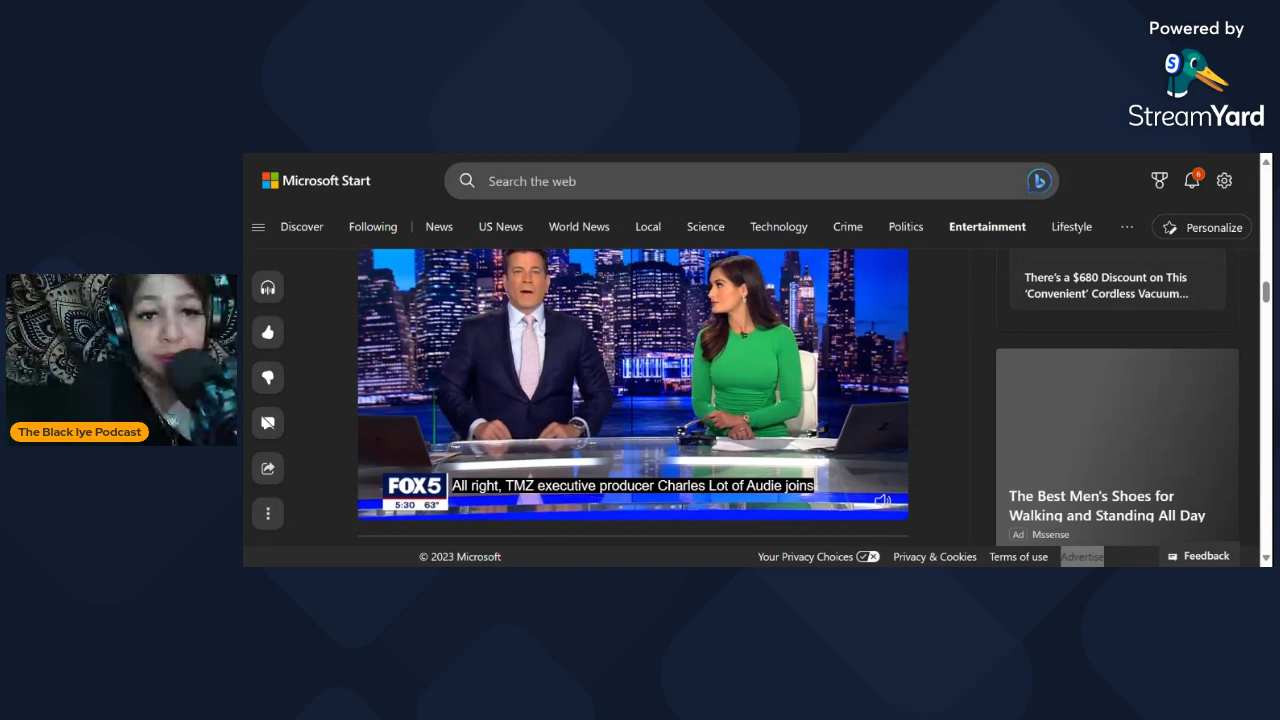 Powered by
StreamYard
Microsoft Start
Search the web
6
Discover
Following
News
US News
World News
Local
Science
Technology
Crime
Politics
Entertainment
Lifestyle
Personalize
There's a $680 Discount on This
'Convenient' Cordless Vacuum...
The Black Iye Podcast
FOX5
5:30 63°
All right, TMZ executive producer Charles Lot of Audie joins
The Best Men's Shoes for
Walking and Standing All Day
Ad Mssense
© 2023 Microsoft
Your Privacy Choices
Privacy & Cookies
Terms of use
Advertise
Feedback